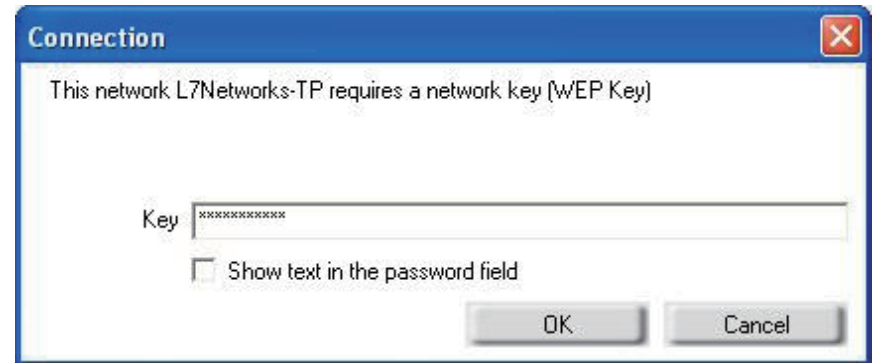 Connection
This network L7Networks-TP requires a network key (WEP Key)
Key ***********
Show text in the password field
OK Cancel